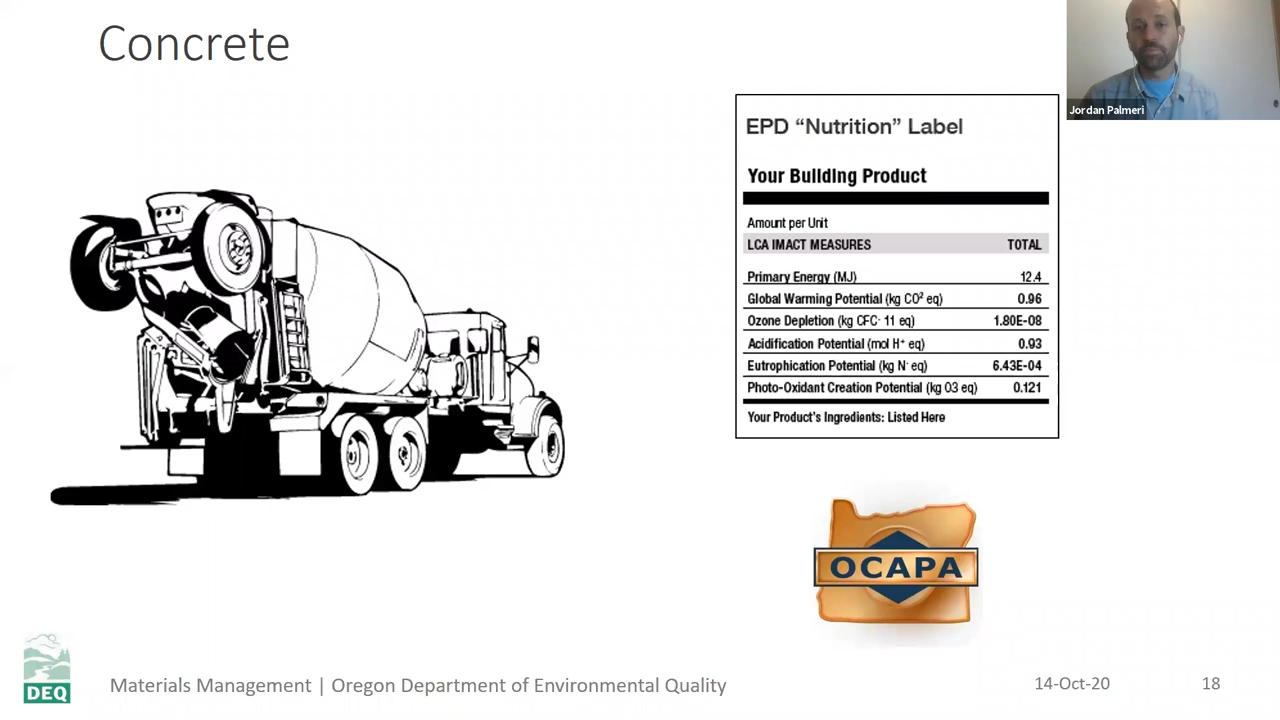 Concrete
Jordan Palmeri
EPD “Nutrition” Label
Your Building Product
Amount per Unit
LCA IMACT MEASURES TOTAL
Primary Energy (MJ) 12.4
Global Warming Potential (kg CO² eq) 0.96
Ozone Depletion (kg CFC- 11 eq) 1.80E-08
Acidification Potential (mol H⁺ eq) 0.93
Eutrophication Potential (kg N⁻ eq) 6.43E-04
Photo-Oxidant Creation Potential (kg O3 eq) 0.121
Your Product's Ingredients: Listed Here
OCAPA
DEQ
Materials Management | Oregon Department of Environmental Quality 14-Oct-20 18